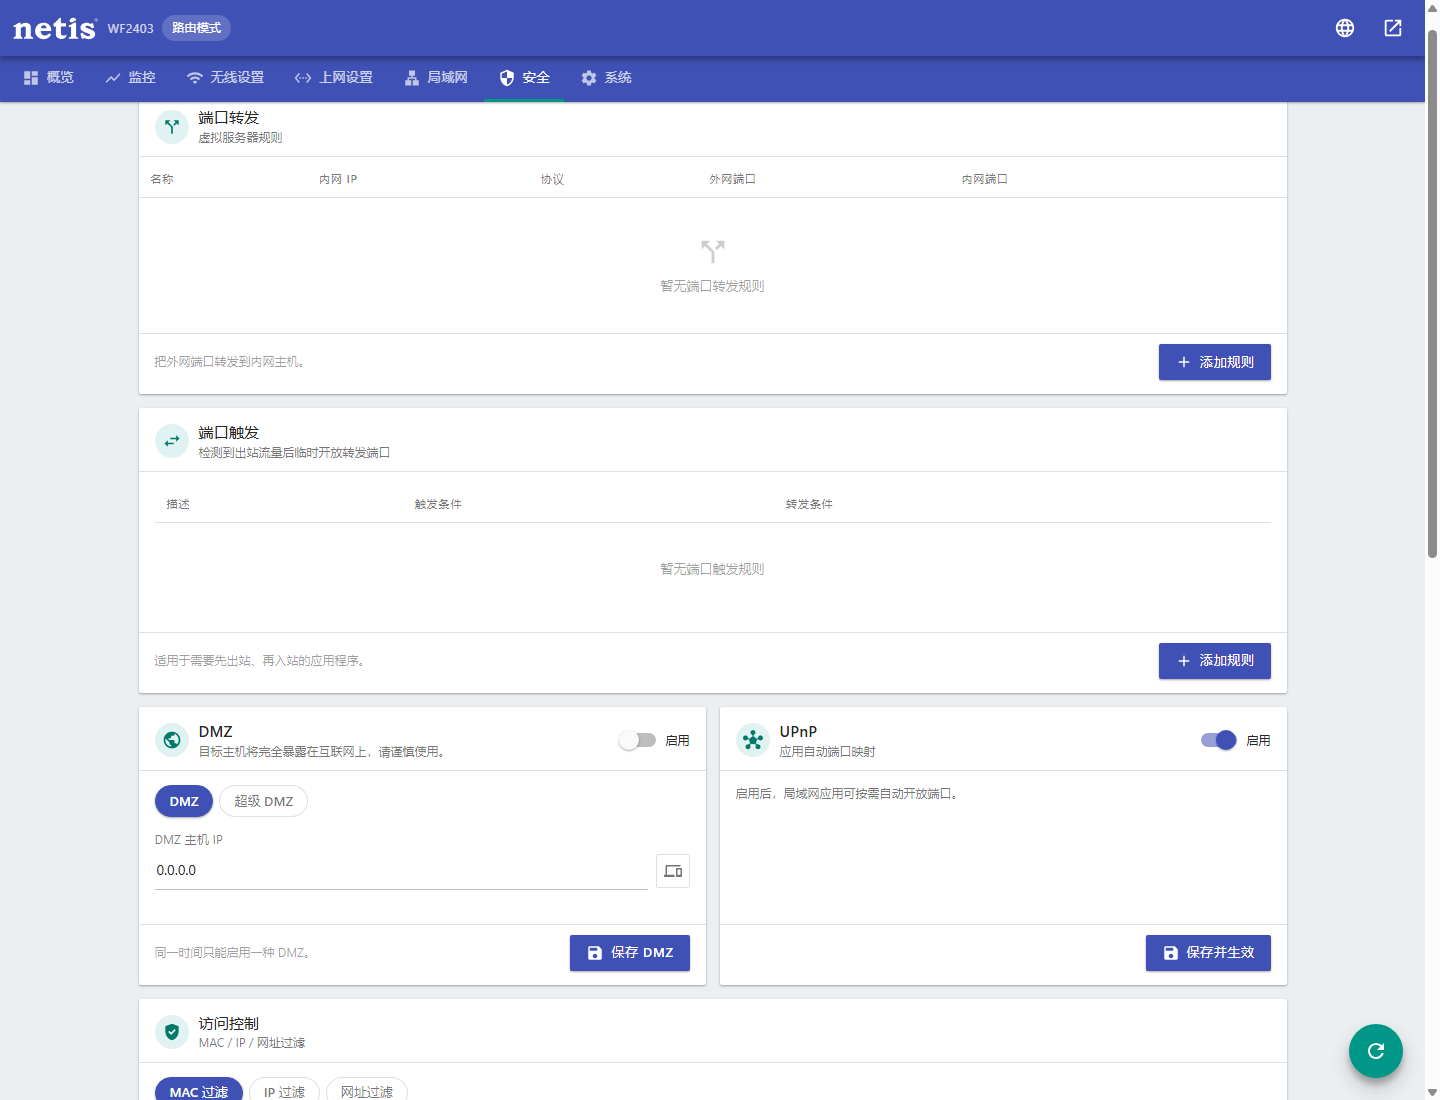 netis WF2403 路由模式
概览 监控 无线设置 上网设置 局域网 安全 系统
端口转发
虚拟服务器规则
名称 内网 IP 协议 外网端口 内网端口
暂无端口转发规则
把外网端口转发到内网主机。 添加规则
端口触发
检测到出站流量后临时开放转发端口
描述 触发条件 转发条件
暂无端口触发规则
适用于需要先出站、再入站的应用程序。 添加规则
DMZ
目标主机将完全暴露在互联网上，请谨慎使用。
启用
DMZ 超级 DMZ
DMZ 主机 IP
0.0.0.0
同一时间只能启用一种 DMZ。 保存 DMZ
UPnP
应用自动端口映射
启用
启用后，局域网应用可按需自动开放端口。
保存并生效
访问控制
MAC / IP / 网址过滤
MAC 过滤 IP 过滤 网址过滤